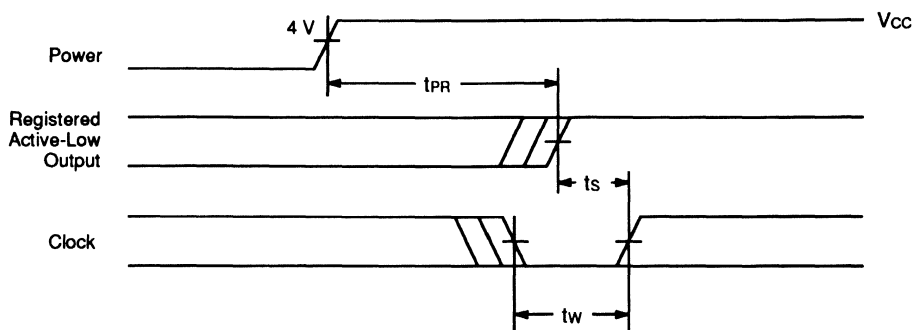 4 V
VCC
Power
tPR
Registered
Active-Low
Output
tS
Clock
tW